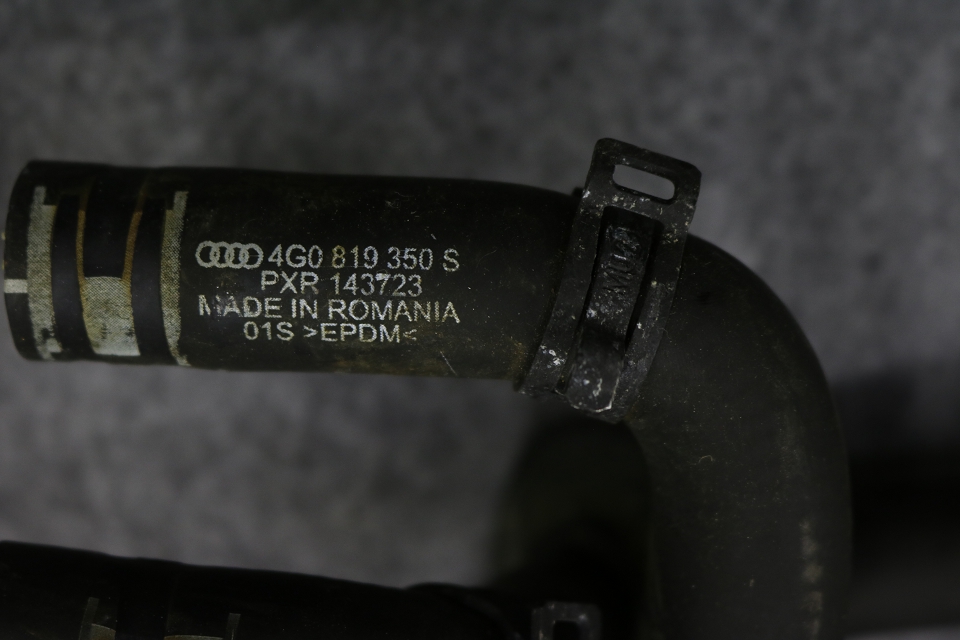 4G0 819 350 S
PXR 143723
MADE IN ROMANIA
01S >EPDM<